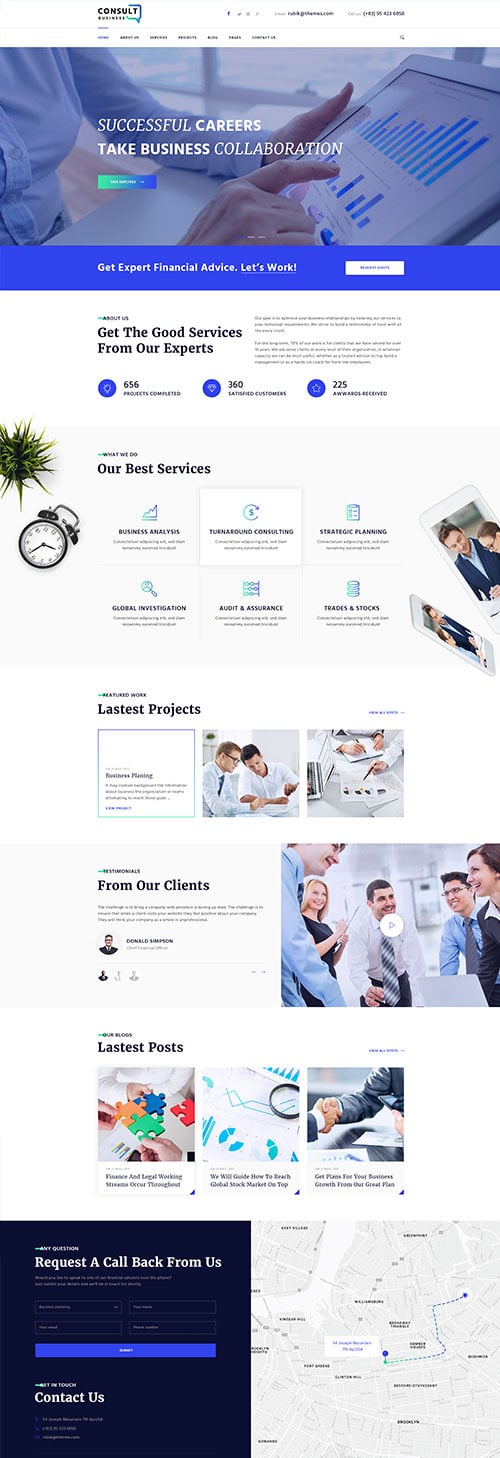 CONSULT
BUSINESS
Email: rubik@themes.com
Call us: (+83) 95 423 6858
HOME ABOUT US SERVICES PROJECTS BLOG PAGES CONTACT US
SUCCESSFUL CAREERS
TAKE BUSINESS COLLABORATION
OUR SERCIVES
Get Expert Financial Advice. Let's Work!
REQUEST QUOTE
ABOUT US
Get The Good Services
From Our Experts
Our goal is to optimise your business relationships by tailoring our services to
your individual requirements. We strive to build a relationship of trust with all
the every client.
For the long term, 70% of our work is for clients that we have served for over
10 years. We can serve clients at every level of their organization, in whatever
capacity we can be most useful, whether as a trusted advisor to top build a
management or as a hands-on coach for front line employees.
656
PROJECTS COMPLETED
360
SATISFIED CUSTOMERS
225
AWWARDS RECEIVED
WHAT WE DO
Our Best Services
BUSINESS ANALYSIS
Consectetuer adipiscing elit, sed diam
nonummy euismod tincidunt
TURNAROUND CONSULTING
Consectetuer adipiscing elit, sed diam
nonummy euismod tincidunt
STRATEGIC PLANNING
Consectetuer adipiscing elit, sed diam
nonummy euismod tincidunt
GLOBAL INVESTIGATION
Consectetuer adipiscing elit, sed diam
nonummy euismod tincidunt
AUDIT & ASSURANCE
Consectetuer adipiscing elit, sed diam
nonummy euismod tincidunt
TRADES & STOCKS
Consectetuer adipiscing elit, sed diam
nonummy euismod tincidunt
FEATURED WORK
Lastest Projects
VIEW ALL POSTS
Business Planing
It may contain background the information
about business the organization or teams
attempting to reach those goals ...
VIEW PROJECT
TESTIMONIALS
From Our Clients
The challenge is to bring a company web presence is boning up date. The challenge is to
ensure that when a client visits your website they feel positive about your company.
They will think your company as a whole is unprofessional.
DONALD SIMPSON
Chief Financial Officer
OUR BLOGS
Lastest Posts
VIEW ALL POSTS
Finance And Legal Working
Streams Orcur Throughout
We Will Guide How To Reach
Global Stock Market On Top
Get Plans For Your Business
Growth From Our Great Plan
ANY QUESTION
Request A Call Back From Us
Would you like to speak to one of our financial advisers over the phone?
Just submit your details and we'll be in touch for shortly.
Business planning
Your name
Your email
Phone number
SUBMIT
GET IN TOUCH
Contact Us
54 Joseph Mountain 7N Ap.USA
(+83) 95 423 6858
rubik@themes.com
EAST VILLAGE
GREENPOINT
WILLIAMSBURG
VINEGAR HILL
BROADWAY
TRIANGLE
54 Joseph Mountain
7N Ap.USA
BUSHWICK
FORT GREENE
CLINTON HILL
BEDFORD-STUYVESANT
BROOKLYN
GOWANUS